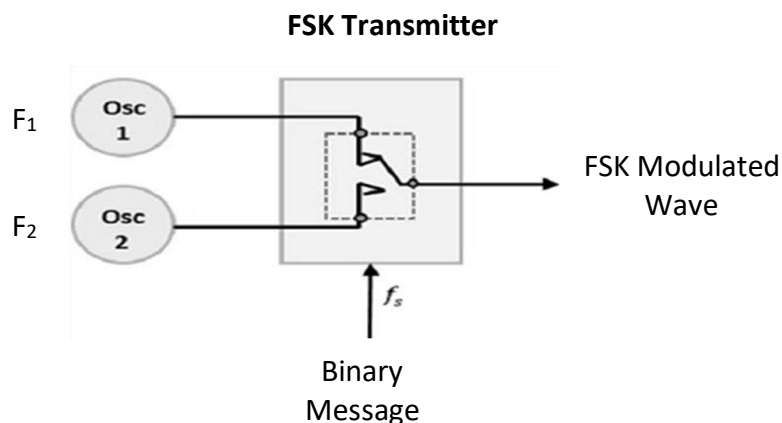 FSK Transmitter
F₁
Osc
1
FSK Modulated
Wave
F₂
Osc
2
fₛ
Binary
Message